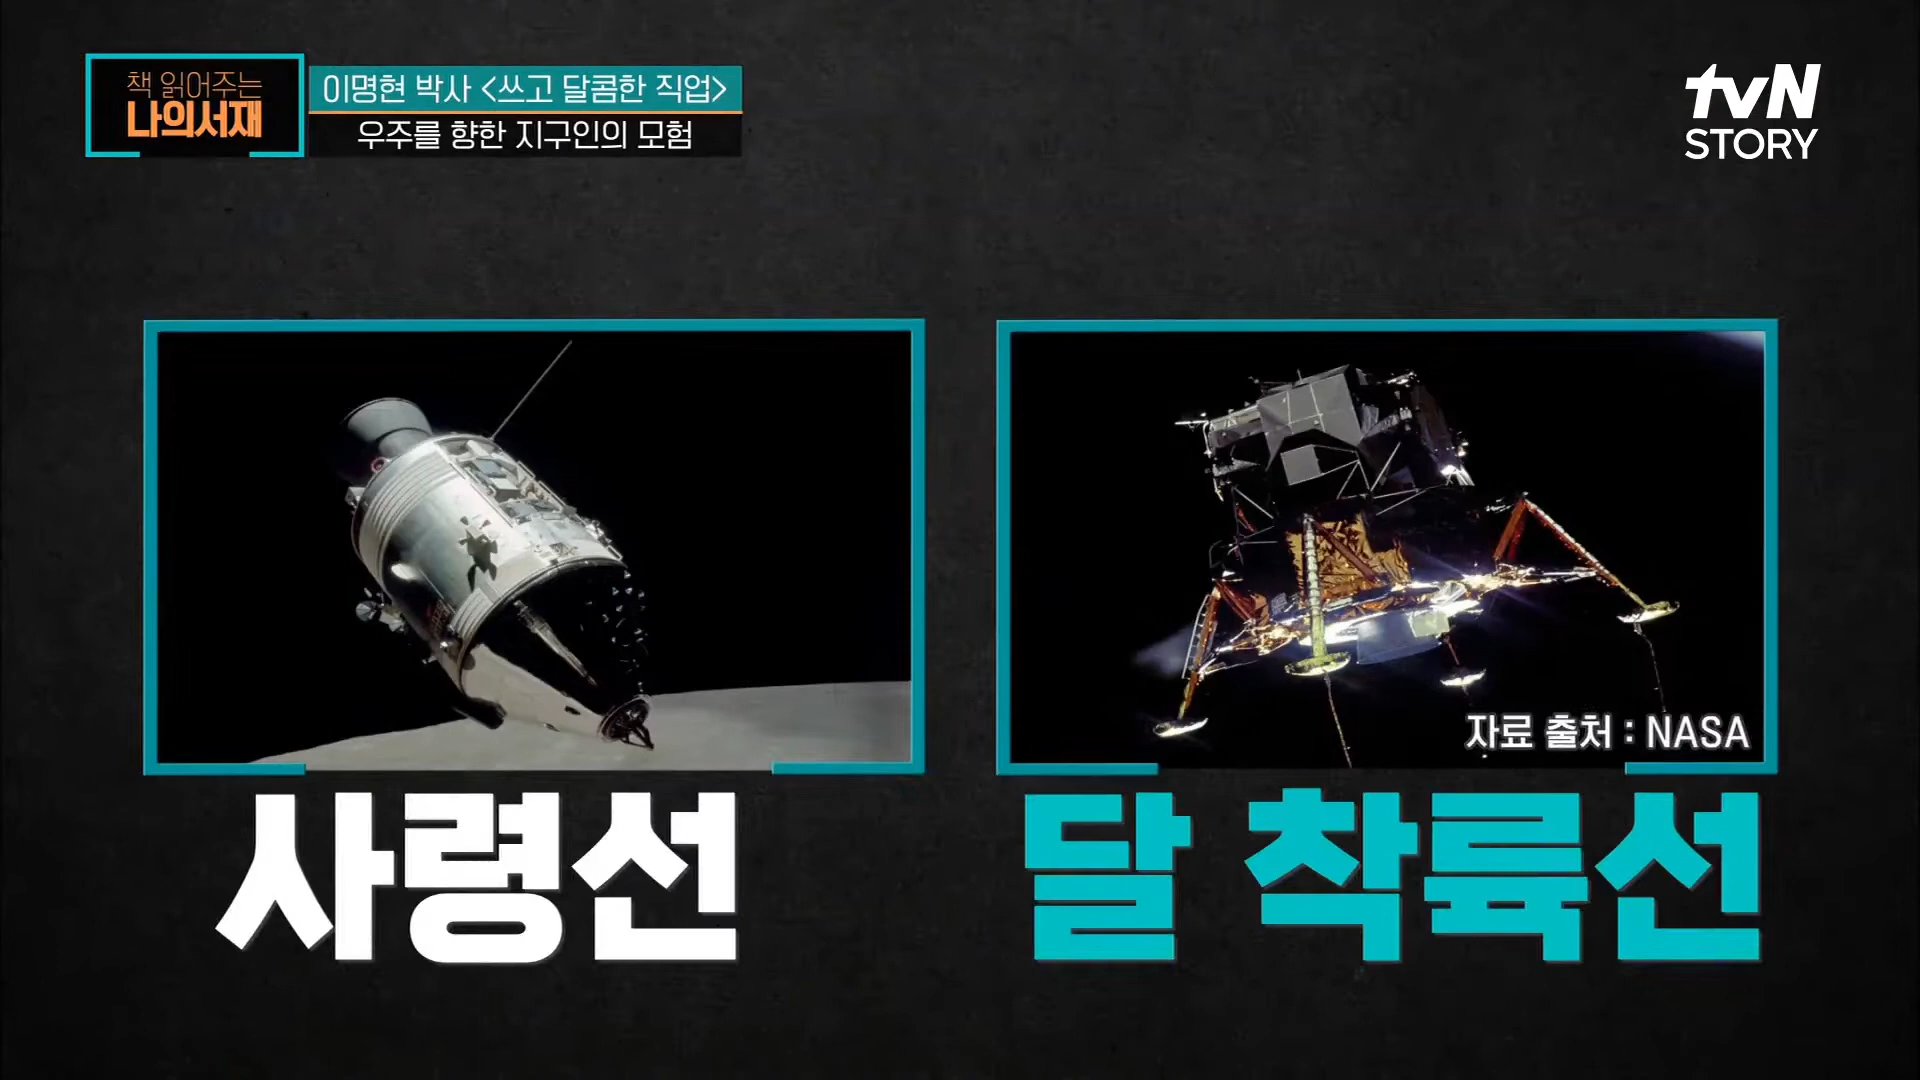 책 읽어주는
나의서재
이명현 박사 <쓰고 달콤한 직업>
우주를 향한 지구인의 모험
tvN
STORY
자료 출처 : NASA
사령선
달 착륙선